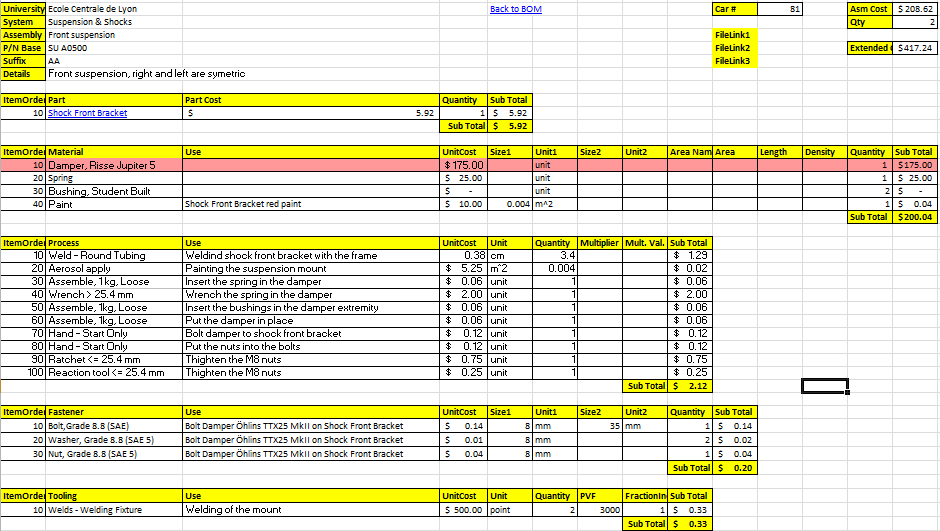 University Ecole Centrale de Lyon Back to BOM Car # 81 Asm Cost $ 208.62
System Suspension & Shocks Qty 2
Assembly Front suspension FileLink1
P/N Base SU A0500 FileLink2 Extended $417.24
Suffix AA FileLink3
Details Front suspension, right and left are symetric
ItemOrder Part Part Cost Quantity Sub Total
10 Shock Front Bracket $ 5.92 1 $ 5.92
Sub Total $ 5.92
ItemOrder Material Use UnitCost Size1 Unit1 Size2 Unit2 Area Nam Area Length Density Quantity Sub Total
10 Damper, Risse Jupiter 5 $ 175.00 unit 1 $ 175.00
20 Spring $ 25.00 unit 1 $ 25.00
30 Bushing, Student Built $ - unit 2 $ -
40 Paint Shock Front Bracket red paint $ 10.00 0.004 m^2 1 $ 0.04
Sub Total $200.04
ItemOrder Process Use UnitCost Unit Quantity Multiplier Mult. Val. Sub Total
10 Weld - Round Tubing Weldind shock front bracket with the frame 0.38 cm 3.4 $ 1.29
20 Aerosol apply Painting the suspension mount $ 5.25 m^2 0.004 $ 0.02
30 Assemble, 1 kg, Loose Insert the spring in the damper $ 0.06 unit 1 $ 0.06
40 Wrench > 25.4 mm Wrench the spring in the damper $ 2.00 unit 1 $ 2.00
50 Assemble, 1kg, Loose Insert the bushings in the damper extremity $ 0.06 unit 1 $ 0.06
60 Assemble, 1kg, Loose Put the damper in place $ 0.06 unit 1 $ 0.06
70 Hand - Start Only Bolt damper to shock front bracket $ 0.12 unit 1 $ 0.12
80 Hand - Start Only Put the nuts into the bolts $ 0.12 unit 1 $ 0.12
90 Ratchet <= 25.4 mm Thighten the M8 nuts $ 0.75 unit 1 $ 0.75
100 Reaction tool <= 25.4 mm Thighten the M8 nuts $ 0.25 unit 1 $ 0.25
Sub Total $ 2.12
ItemOrder Fastener Use UnitCost Size1 Unit1 Size2 Unit2 Quantity Sub Total
10 Bolt,Grade 8.8 (SAE) Bolt Damper Öhlins TTX25 MkII on Shock Front Bracket $ 0.14 8 mm 35 mm 1 $ 0.14
20 Washer, Grade 8.8 (SAE 5) Bolt Damper Öhlins TTX25 MkII on Shock Front Bracket $ 0.01 8 mm 2 $ 0.02
30 Nut, Grade 8.8 (SAE 5) Bolt Damper Öhlins TTX25 MkII on Shock Front Bracket $ 0.04 8 mm 1 $ 0.04
Sub Total $ 0.20
ItemOrder Tooling Use UnitCost Unit Quantity PVF FractionIn Sub Total
10 Welds - Welding Fixture Welding of the mount $ 500.00 point 2 3000 1 $ 0.33
Sub Total $ 0.33